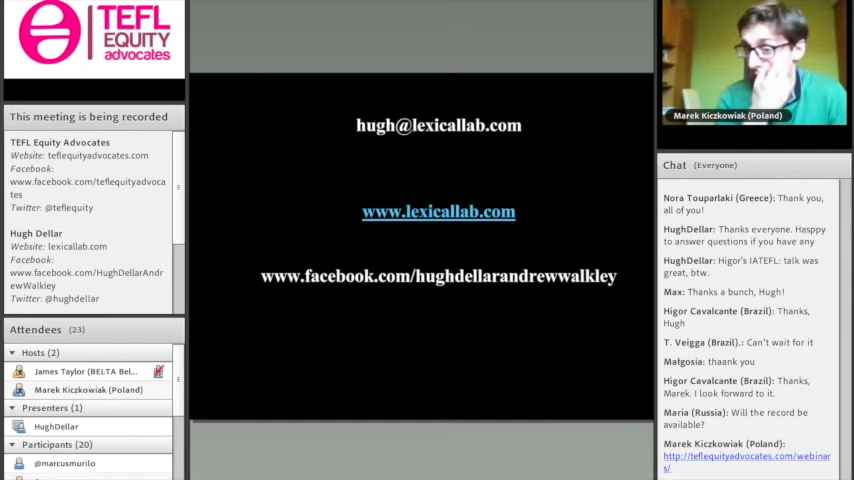 TEFL
EQUITY
advocates
This meeting is being recorded
TEFL Equity Advocates
Website: teflequityadvocates.com
Facebook:
www.facebook.com/teflequityadvoca
tes
Twitter: @teflequity
Hugh Dellar
Website: lexicallab.com
Facebook:
www.facebook.com/HughDellarAndr
ewWalkley
Twitter: @hughdellar
Attendees (23)
Hosts (2)
James Taylor (BELTA Bel...
Marek Kiczkowiak (Poland)
Presenters (1)
HughDellar
Participants (20)
@marcusmurilo
hugh@lexicallab.com
www.lexicallab.com
www.facebook.com/hughdellarandrewwalkley
Marek Kiczkowiak (Poland)
Chat (Everyone)
Nora Touparlaki (Greece): Thank you,
all of you!
HughDellar: Thanks everyone. Hasppy
to answer questions if you have any
HughDellar: Higor's IATEFL: talk was
great, btw.
Max: Thanks a bunch, Hugh!
Higor Cavalcante (Brazil): Thanks,
Hugh
T. Veigga (Brazil).: Can't wait for it
Małgosia: thaank you
Higor Cavalcante (Brazil): Thanks,
Marek. I look forward to it.
Maria (Russia): Will the record be
available?
Marek Kiczkowiak (Poland):
http://teflequityadvocates.com/webinar
s/